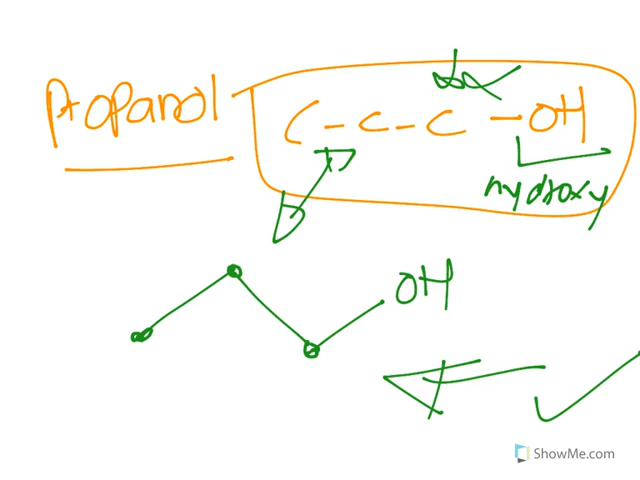 Propanol
C - C - C - OH
hydroxy
OH
ShowMe.com